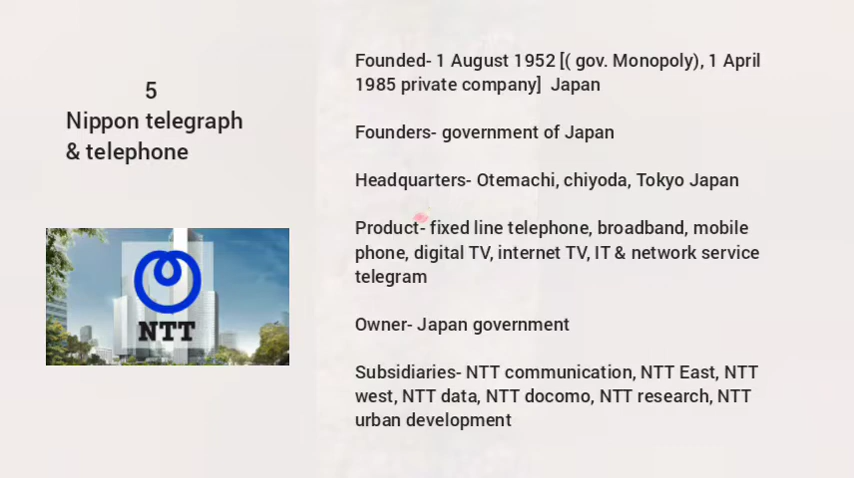 5
Nippon telegraph
& telephone
NTT
Founded- 1 August 1952 [( gov. Monopoly), 1 April
1985 private company]  Japan
Founders- government of Japan
Headquarters- Otemachi, chiyoda, Tokyo Japan
Product- fixed line telephone, broadband, mobile
phone, digital TV, internet TV, IT & network service
telegram
Owner- Japan government
Subsidiaries- NTT communication, NTT East, NTT
west, NTT data, NTT docomo, NTT research, NTT
urban development